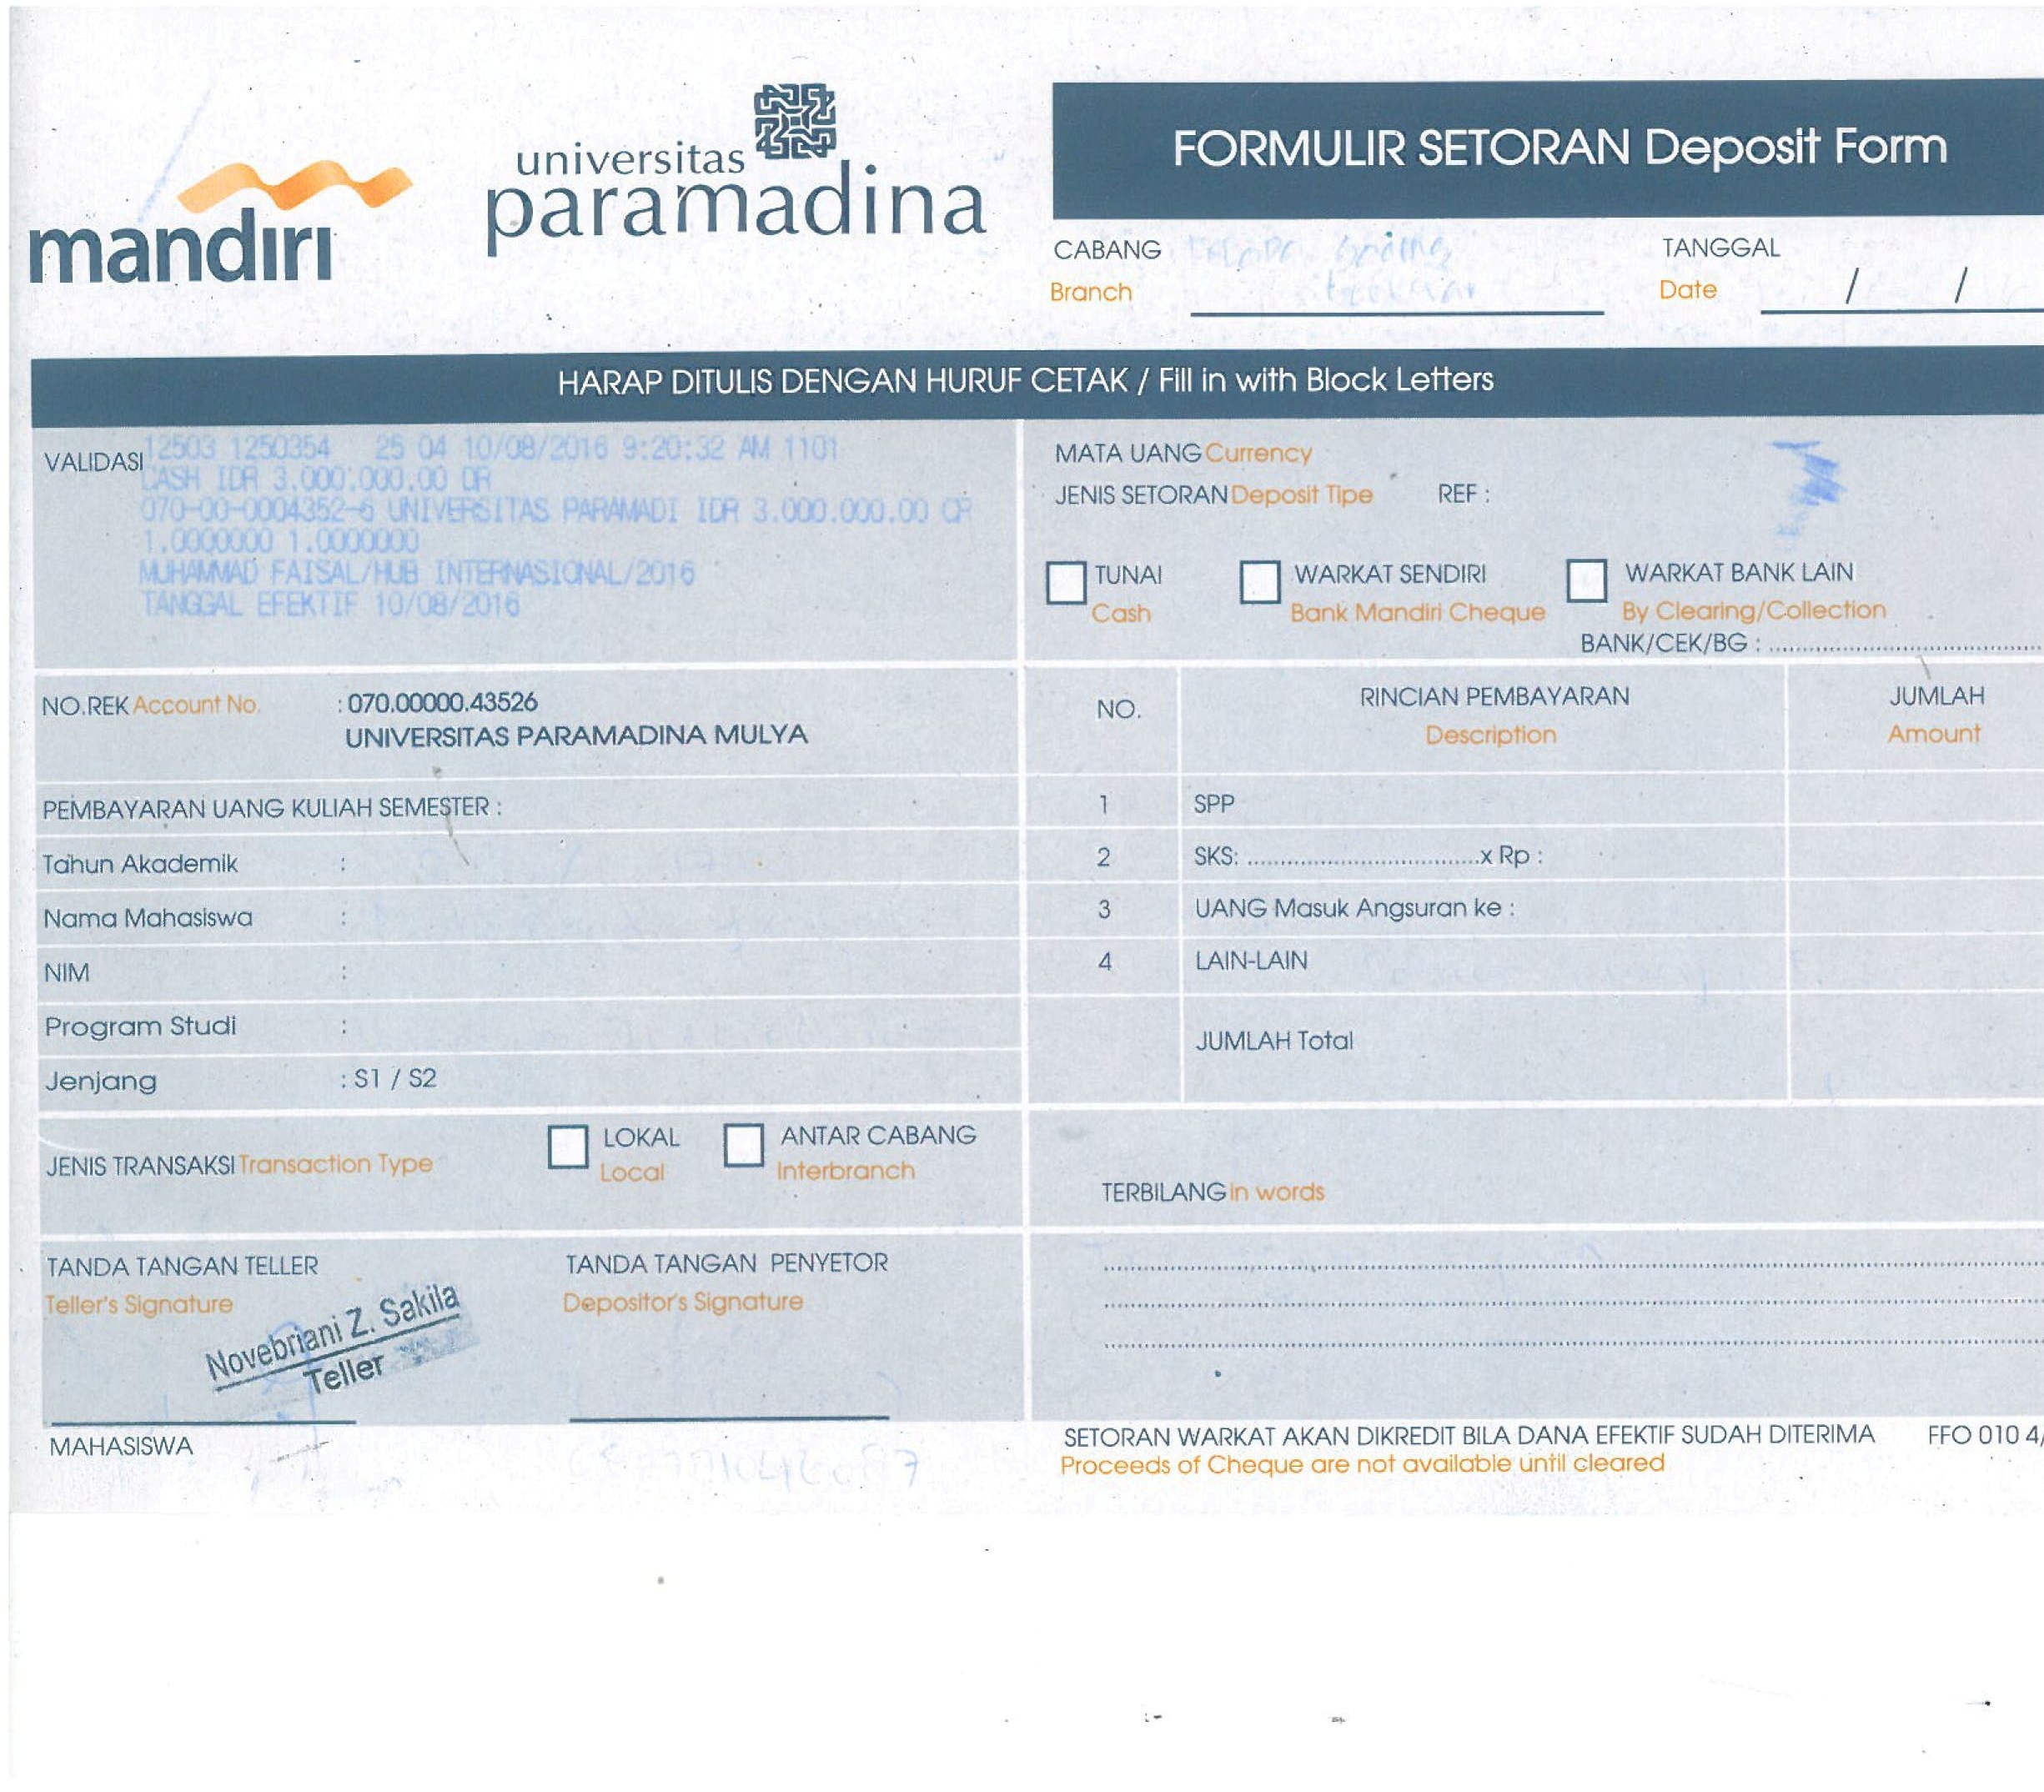 mandırı
universitas
paramadina
FORMULIR SETORAN Deposit Form
CABANG
Branch
TANGGAL
Date / /
HARAP DITULIS DENGAN HURUF CETAK / Fill in with Block Letters
VALIDASI
12503 1250354 25 04 10/08/2016 9:20:32 AM 1101
CASH IDR 3.000.000.00 DR
070-00-0004352-6 UNIVERSITAS PARAMADI IDR 3.000.000.00 CR
1.0000000 1.0000000
MUHAMMAD FAISAL/HUB INTERNASIONAL/2016
TANGGAL EFEKTIF 10/08/2016
MATA UANG Currency
JENIS SETORAN Deposit Tipe REF :
TUNAI
Cash
WARKAT SENDIRI
Bank Mandiri Cheque
WARKAT BANK LAIN
By Clearing/Collection
BANK/CEK/BG : ........................................
NO.REK Account No. : 070.00000.43526
UNIVERSITAS PARAMADINA MULYA
PEMBAYARAN UANG KULIAH SEMESTER :
Tahun Akademik :
Nama Mahasiswa :
NIM :
Program Studi :
Jenjang : S1 / S2
NO. RINCIAN PEMBAYARAN JUMLAH
Description Amount
1 SPP
2 SKS: ...................................x Rp :
3 UANG Masuk Angsuran ke :
4 LAIN-LAIN
JUMLAH Total
JENIS TRANSAKSI Transaction Type
LOKAL
Local
ANTAR CABANG
Interbranch
TERBILANG in words
TANDA TANGAN TELLER
Teller's Signature
Novebriani Z. Sakila
Teller
TANDA TANGAN PENYETOR
Depositor's Signature
MAHASISWA
SETORAN WARKAT AKAN DIKREDIT BILA DANA EFEKTIF SUDAH DITERIMA FFO 010 4/
Proceeds of Cheque are not available until cleared